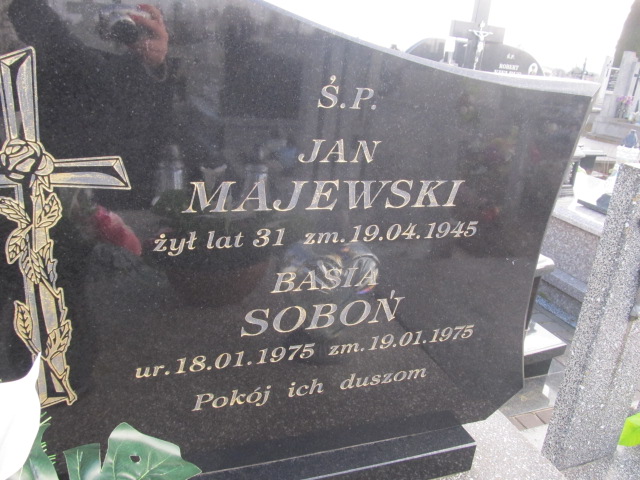 Ś.P.
JAN
MAJEWSKI
żył lat 31 zm.19.04.1945
BASIA
SOBOŃ
ur.18.01.1975 zm.19.01.1975
Pokój ich duszom
Ś.P.
ROBERT